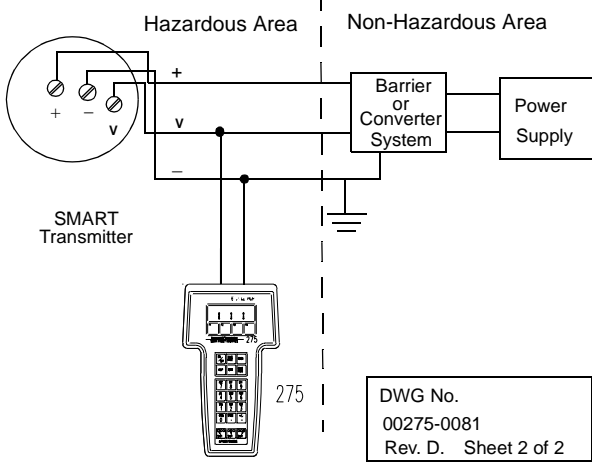 Hazardous Area
Non-Hazardous Area
+
Barrier
or
Converter
System
Power
Supply
+
–
v
v
–
SMART
Transmitter
275
275
DWG No.
00275-0081
Rev. D. Sheet 2 of 2